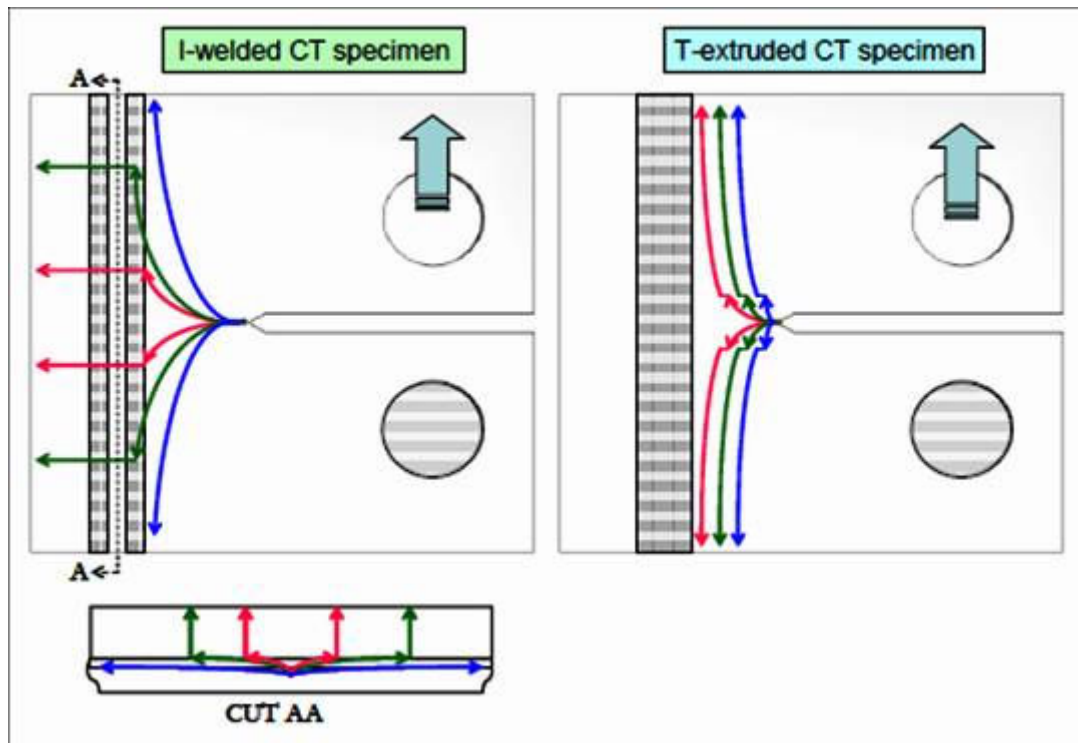 I-welded CT specimen
T-extruded CT specimen
A
A
CUT AA